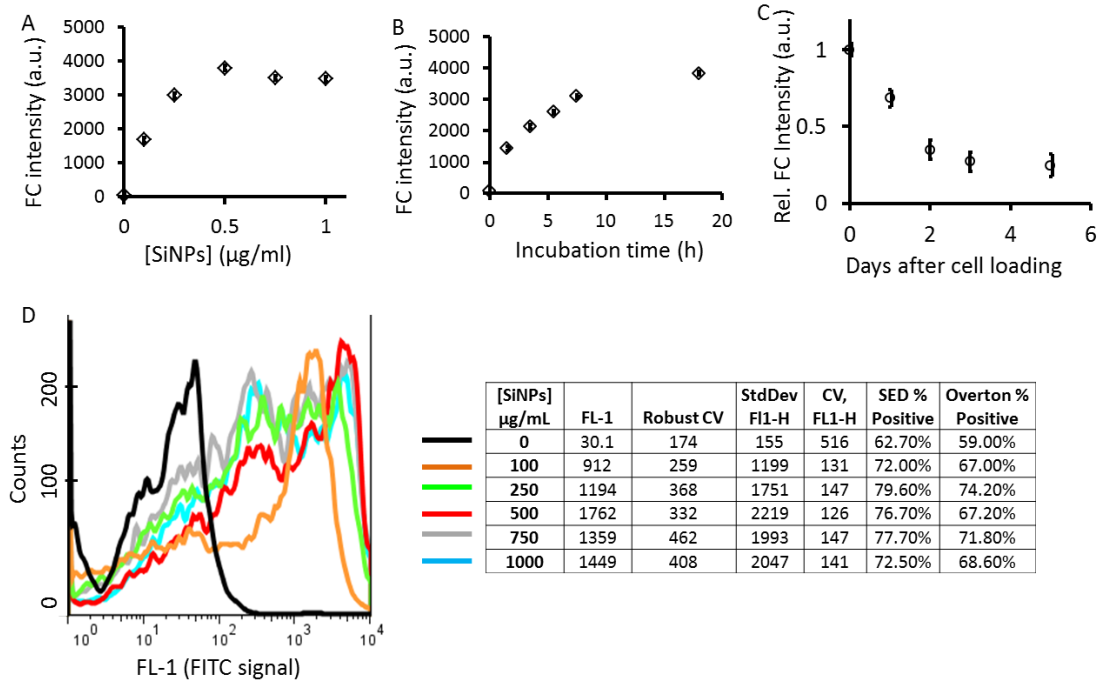 A
FC intensity (a.u.)
5000
4000
3000
2000
1000
0
0 0.5 1
[SiNPs] (µg/ml)
B
FC intensity (a.u.)
5000
4000
3000
2000
1000
0
0 5 10 15 20
Incubation time (h)
C
Rel. FC Intensity (a.u.)
1
0.5
0
0 2 4 6
Days after cell loading
D
Counts
200
100
0
10^0 10^1 10^2 10^3 10^4
FL-1 (FITC signal)
[SiNPs] StdDev CV, SED % Overton %
µg/mL FL-1 Robust CV Fl1-H FL1-H Positive Positive
0 30.1 174 155 516 62.70% 59.00%
100 912 259 1199 131 72.00% 67.00%
250 1194 368 1751 147 79.60% 74.20%
500 1762 332 2219 126 76.70% 67.20%
750 1359 462 1993 147 77.70% 71.80%
1000 1449 408 2047 141 72.50% 68.60%